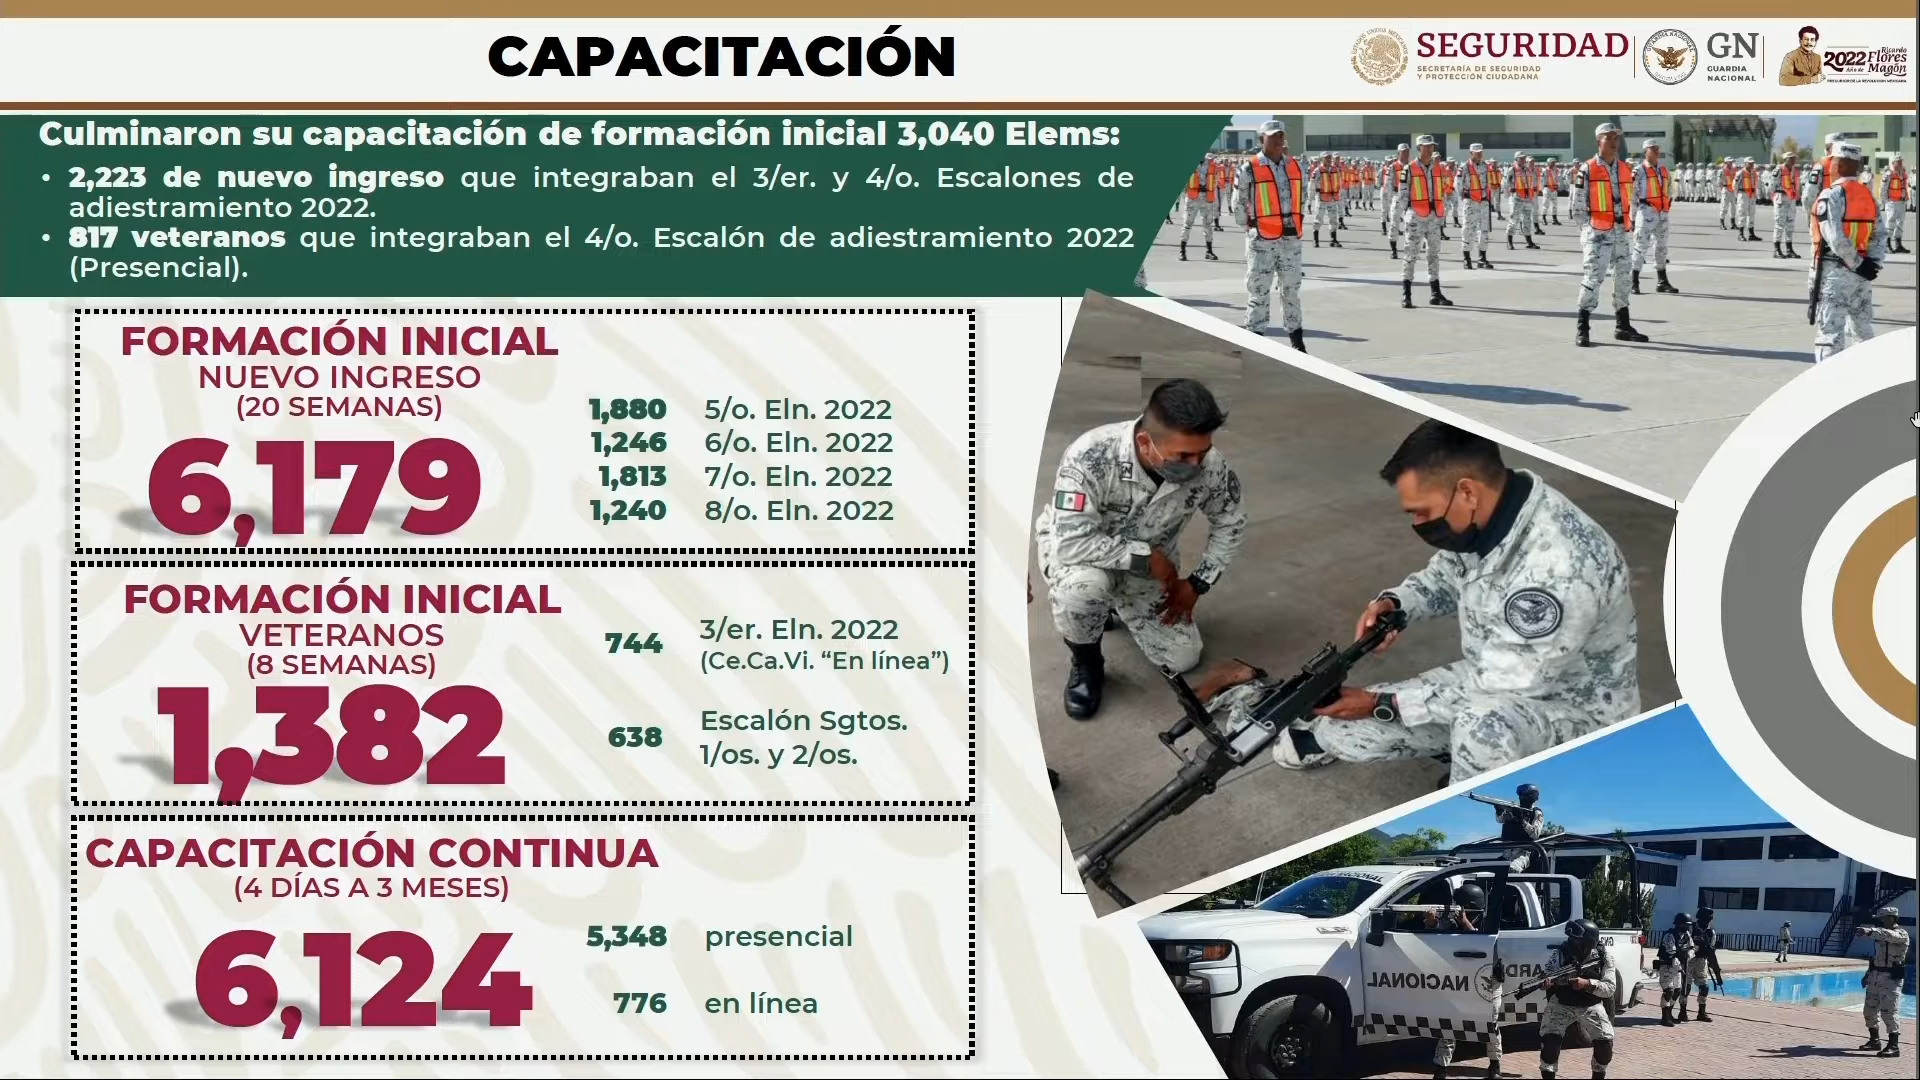 CAPACITACIÓN
SEGURIDAD
SECRETARÍA DE SEGURIDAD
Y PROTECCIÓN CIUDADANA
GN
GUARDIA
NACIONAL
2022 Ricardo
Año de Flores
Magón
Culminaron su capacitación de formación inicial 3,040 Elems:
• 2,223 de nuevo ingreso que integraban el 3/er. y 4/o. Escalones de
adiestramiento 2022.
• 817 veteranos que integraban el 4/o. Escalón de adiestramiento 2022
(Presencial).
FORMACIÓN INICIAL
NUEVO INGRESO
(20 SEMANAS)
6,179
1,880 5/o. Eln. 2022
1,246 6/o. Eln. 2022
1,813 7/o. Eln. 2022
1,240 8/o. Eln. 2022
FORMACIÓN INICIAL
VETERANOS
(8 SEMANAS)
1,382
744 3/er. Eln. 2022
(Ce.Ca.Vi. “En línea”)
638 Escalón Sgtos.
1/os. y 2/os.
CAPACITACIÓN CONTINUA
(4 DÍAS A 3 MESES)
6,124
5,348 presencial
776 en línea
NACIONAL